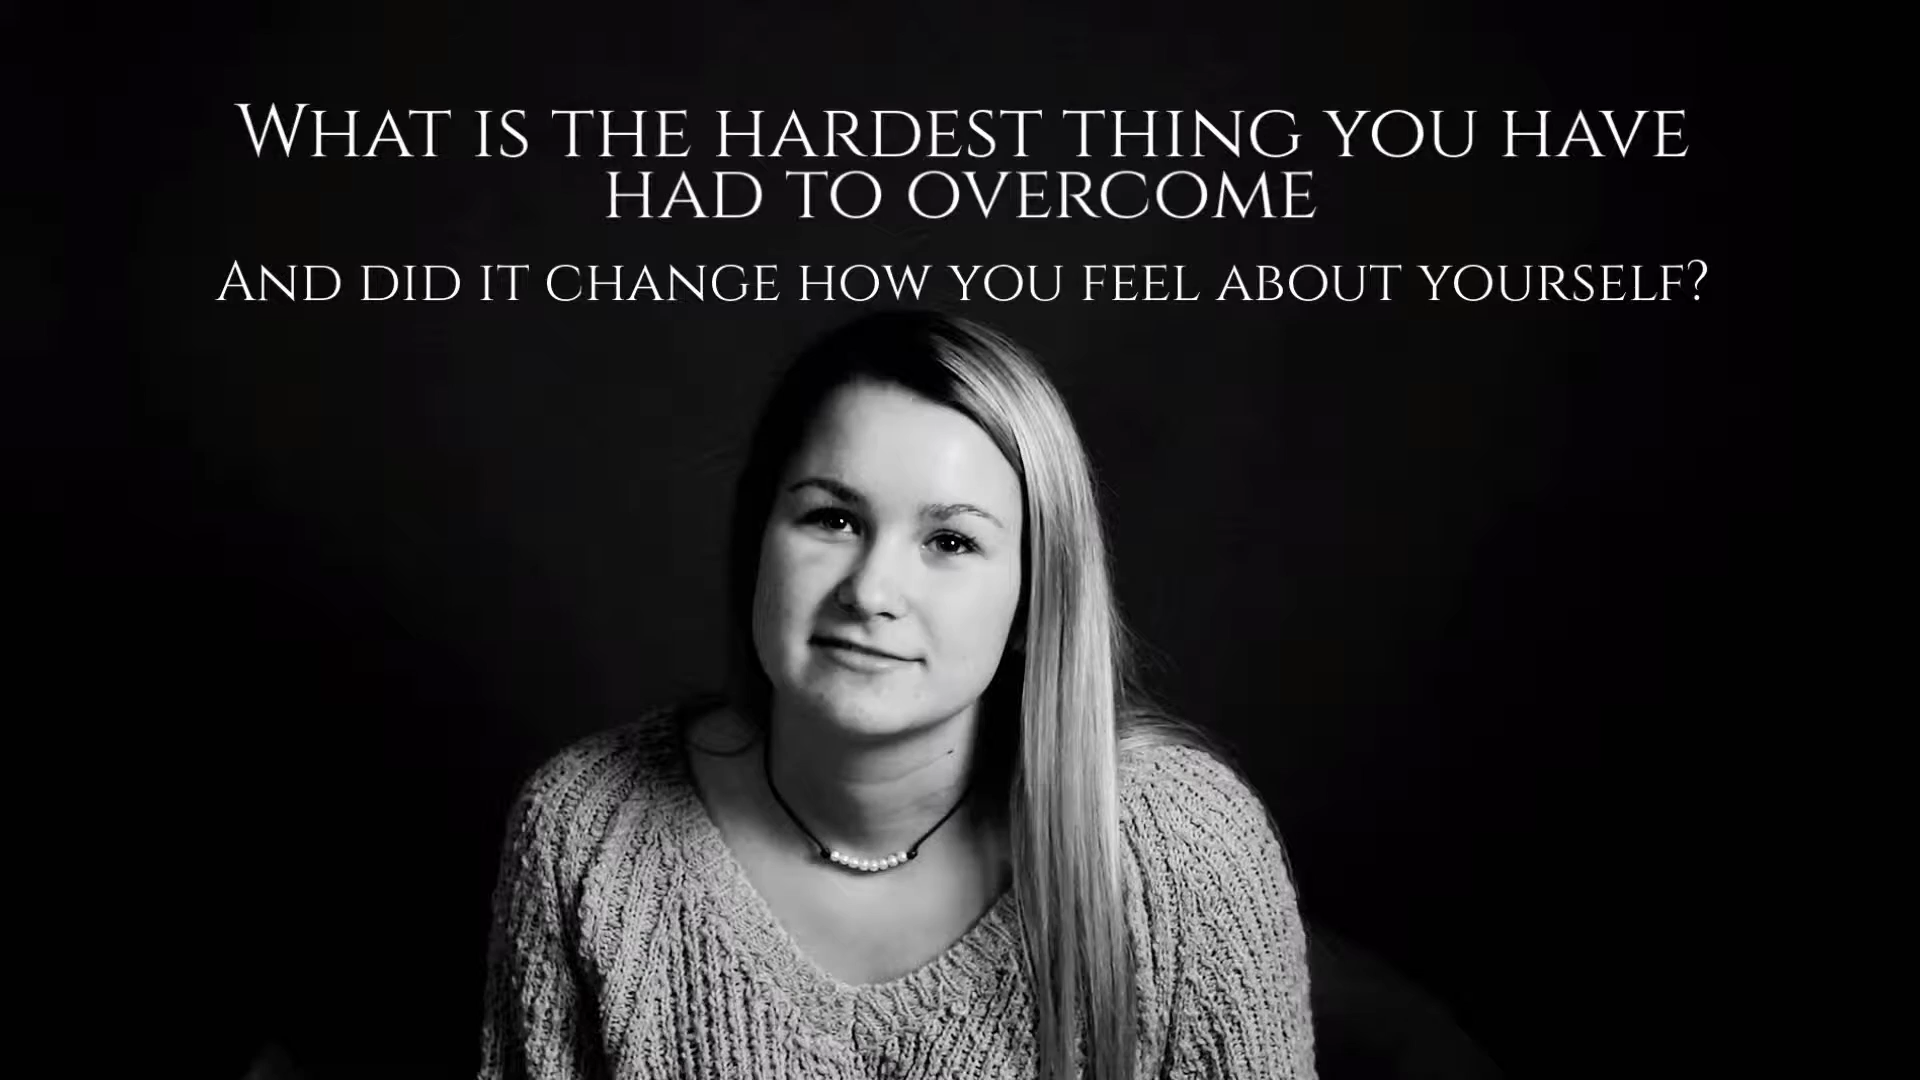 What is the hardest thing you have
had to overcome
And did it change how you feel about yourself?